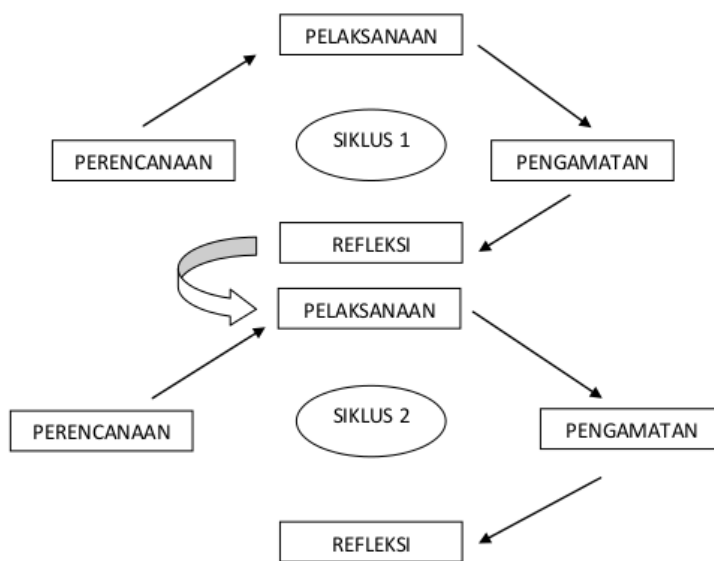 PELAKSANAAN
SIKLUS 1
PERENCANAAN
PENGAMATAN
REFLEKSI
PELAKSANAAN
SIKLUS 2
PERENCANAAN
PENGAMATAN
REFLEKSI